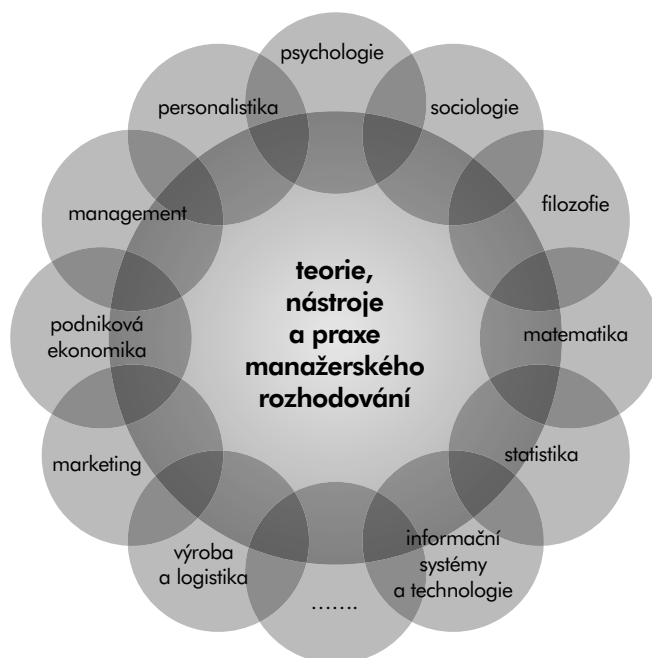 psychologie
personalistika
sociologie
management
filozofie
teorie,
nástroje
a praxe
manažerského
rozhodování
podniková
ekonomika
matematika
marketing
statistika
výroba
a logistika
informační
systémy
a technologie
.......